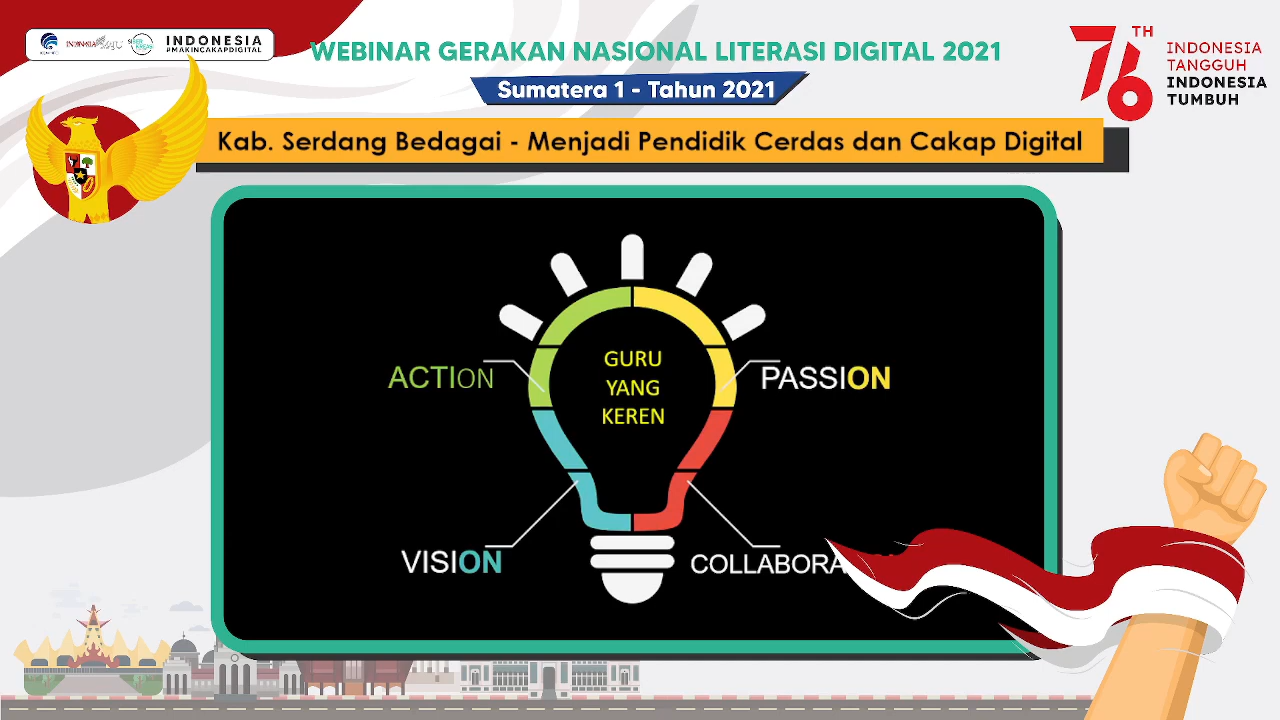 INDONESIA
#MAKINCAKAPDIGITAL
WEBINAR GERAKAN NASIONAL LITERASI DIGITAL 2021
Sumatera 1 - Tahun 2021
76TH
INDONESIA
TANGGUH
INDONESIA
TUMBUH
Kab. Serdang Bedagai - Menjadi Pendidik Cerdas dan Cakap Digital
GURU
YANG
KEREN
ACTION
PASSION
VISION
COLLABORA